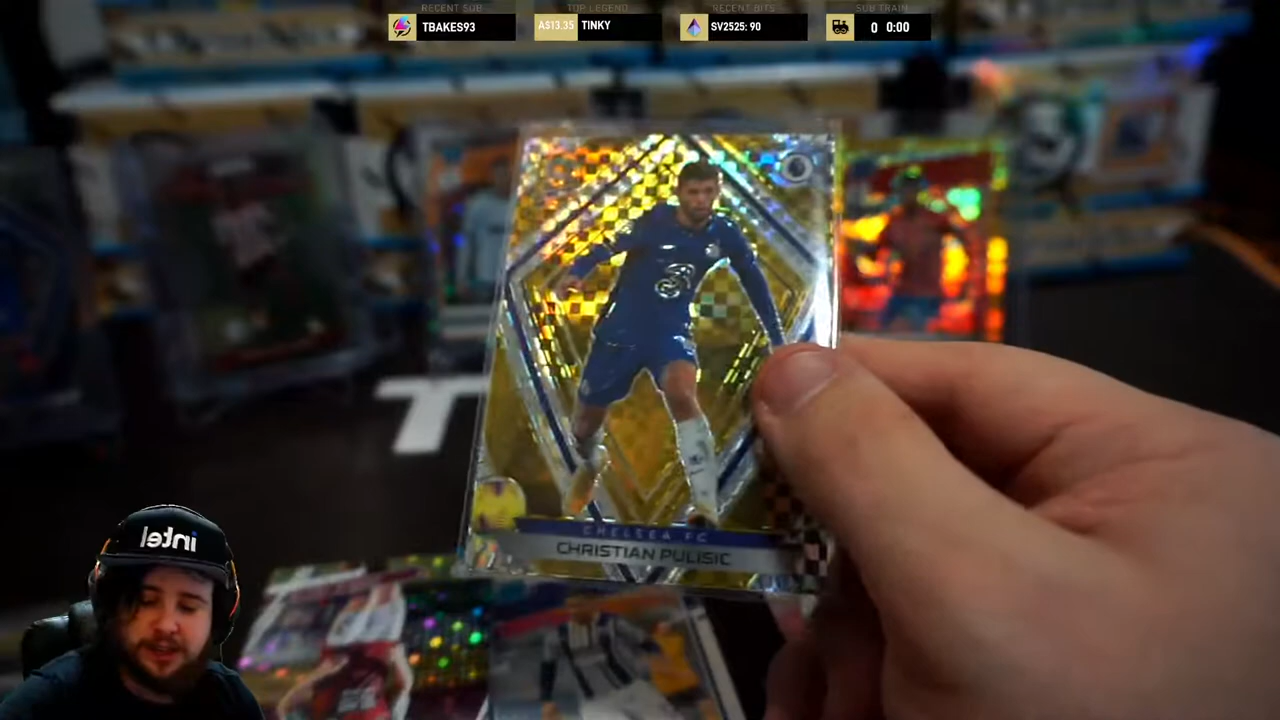 RECENT SUB
TOP LEGEND
RECENT BITS
SUB TRAIN
TBAKES93
A$13.35
TINKY
SV2525: 90
0 0:00
3
CHELSEA FC
CHRISTIAN PULISIC
T
intel